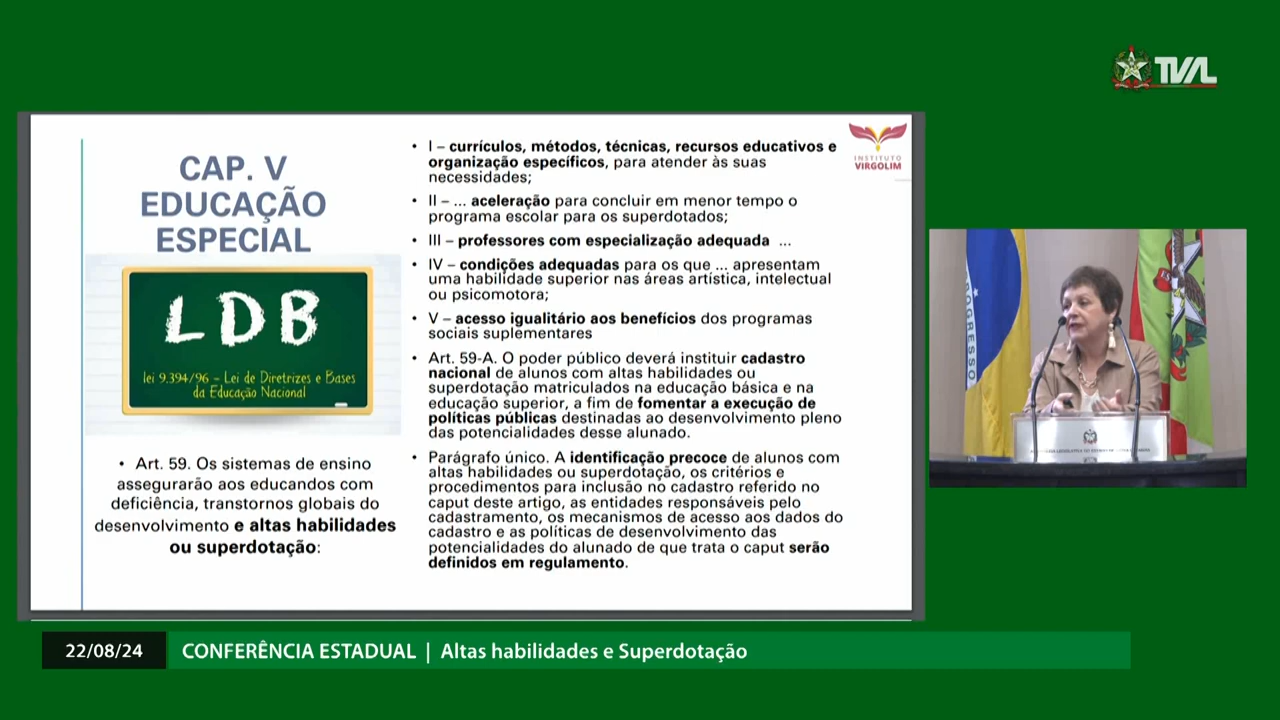 TVAL
CAP. V
EDUCAÇÃO
ESPECIAL
LDB
lei 9.394/96 – Lei de Diretrizes e Bases
da Educação Nacional
• Art. 59. Os sistemas de ensino
assegurarão aos educandos com
deficiência, transtornos globais do
desenvolvimento e altas habilidades
ou superdotação:
• I – currículos, métodos, técnicas, recursos educativos e
organização específicos, para atender às suas
necessidades;
• II – ... aceleração para concluir em menor tempo o
programa escolar para os superdotados;
• III – professores com especialização adequada ...
• IV – condições adequadas para os que ... apresentam
uma habilidade superior nas áreas artística, intelectual
ou psicomotora;
• V – acesso igualitário aos benefícios dos programas
sociais suplementares
• Art. 59-A. O poder público deverá instituir cadastro
nacional de alunos com altas habilidades ou
superdotação matriculados na educação básica e na
educação superior, a fim de fomentar a execução de
políticas públicas destinadas ao desenvolvimento pleno
das potencialidades desse alunado.
• Parágrafo único. A identificação precoce de alunos com
altas habilidades ou superdotação, os critérios e
procedimentos para inclusão no cadastro referido no
caput deste artigo, as entidades responsáveis pelo
cadastramento, os mecanismos de acesso aos dados do
cadastro e as políticas de desenvolvimento das
potencialidades do alunado de que trata o caput serão
definidos em regulamento.
INSTITUTO
VIRGOLIM
OGRESSO
22/08/24
CONFERÊNCIA ESTADUAL | Altas habilidades e Superdotação